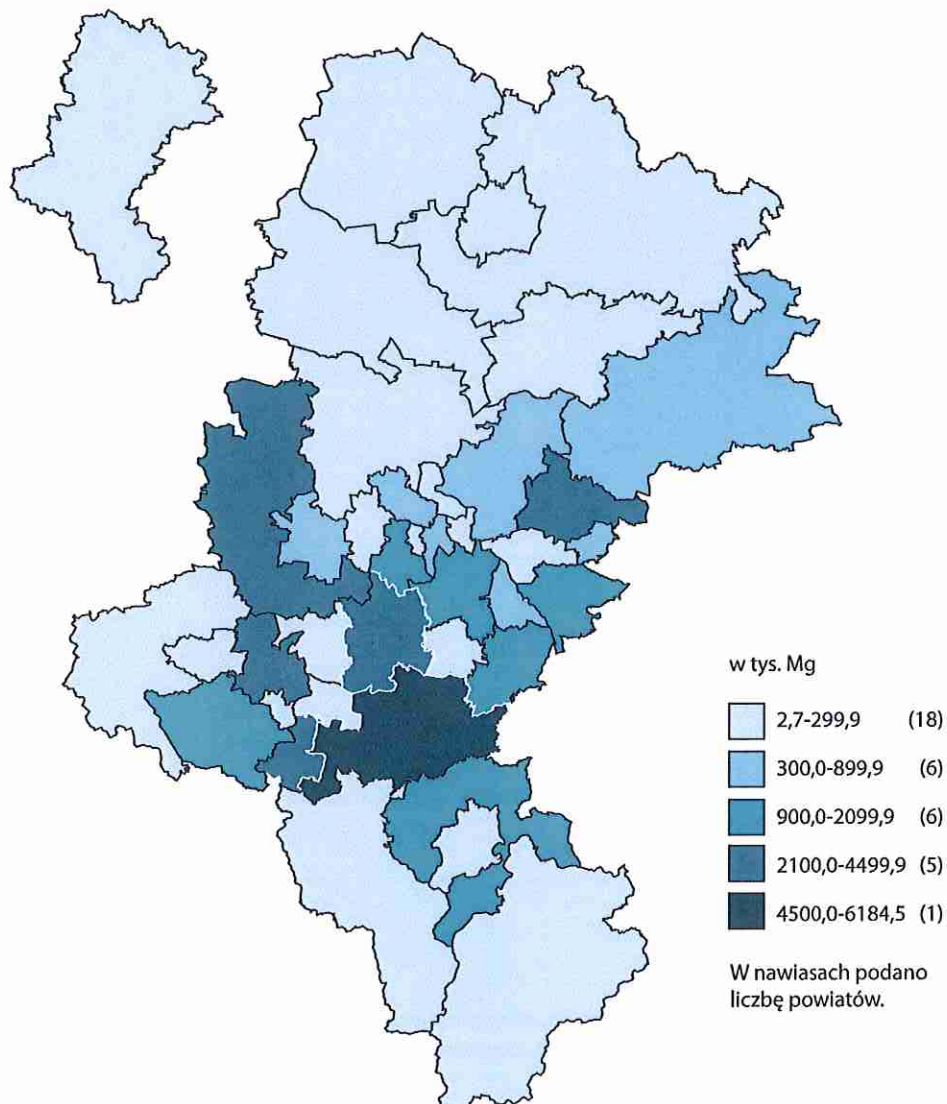 w tys. Mg
2,7-299,9 (18)
300,0-899,9 (6)
900,0-2099,9 (6)
2100,0-4499,9 (5)
4500,0-6184,5 (1)
W nawiasach podano
liczbę powiatów.